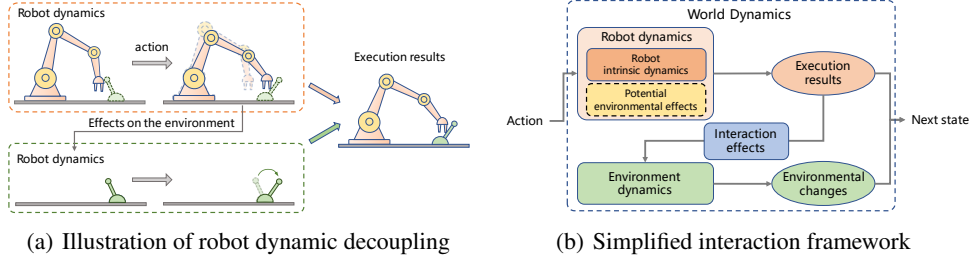 Robot dynamics
action
Execution results
Effects on the environment
Robot dynamics
(a) Illustration of robot dynamic decoupling
World Dynamics
Robot dynamics
Robot
intrinsic dynamics
Potential
environmental effects
Execution
results
Action
Next state
Interaction
effects
Environment
dynamics
Environmental
changes
(b) Simplified interaction framework